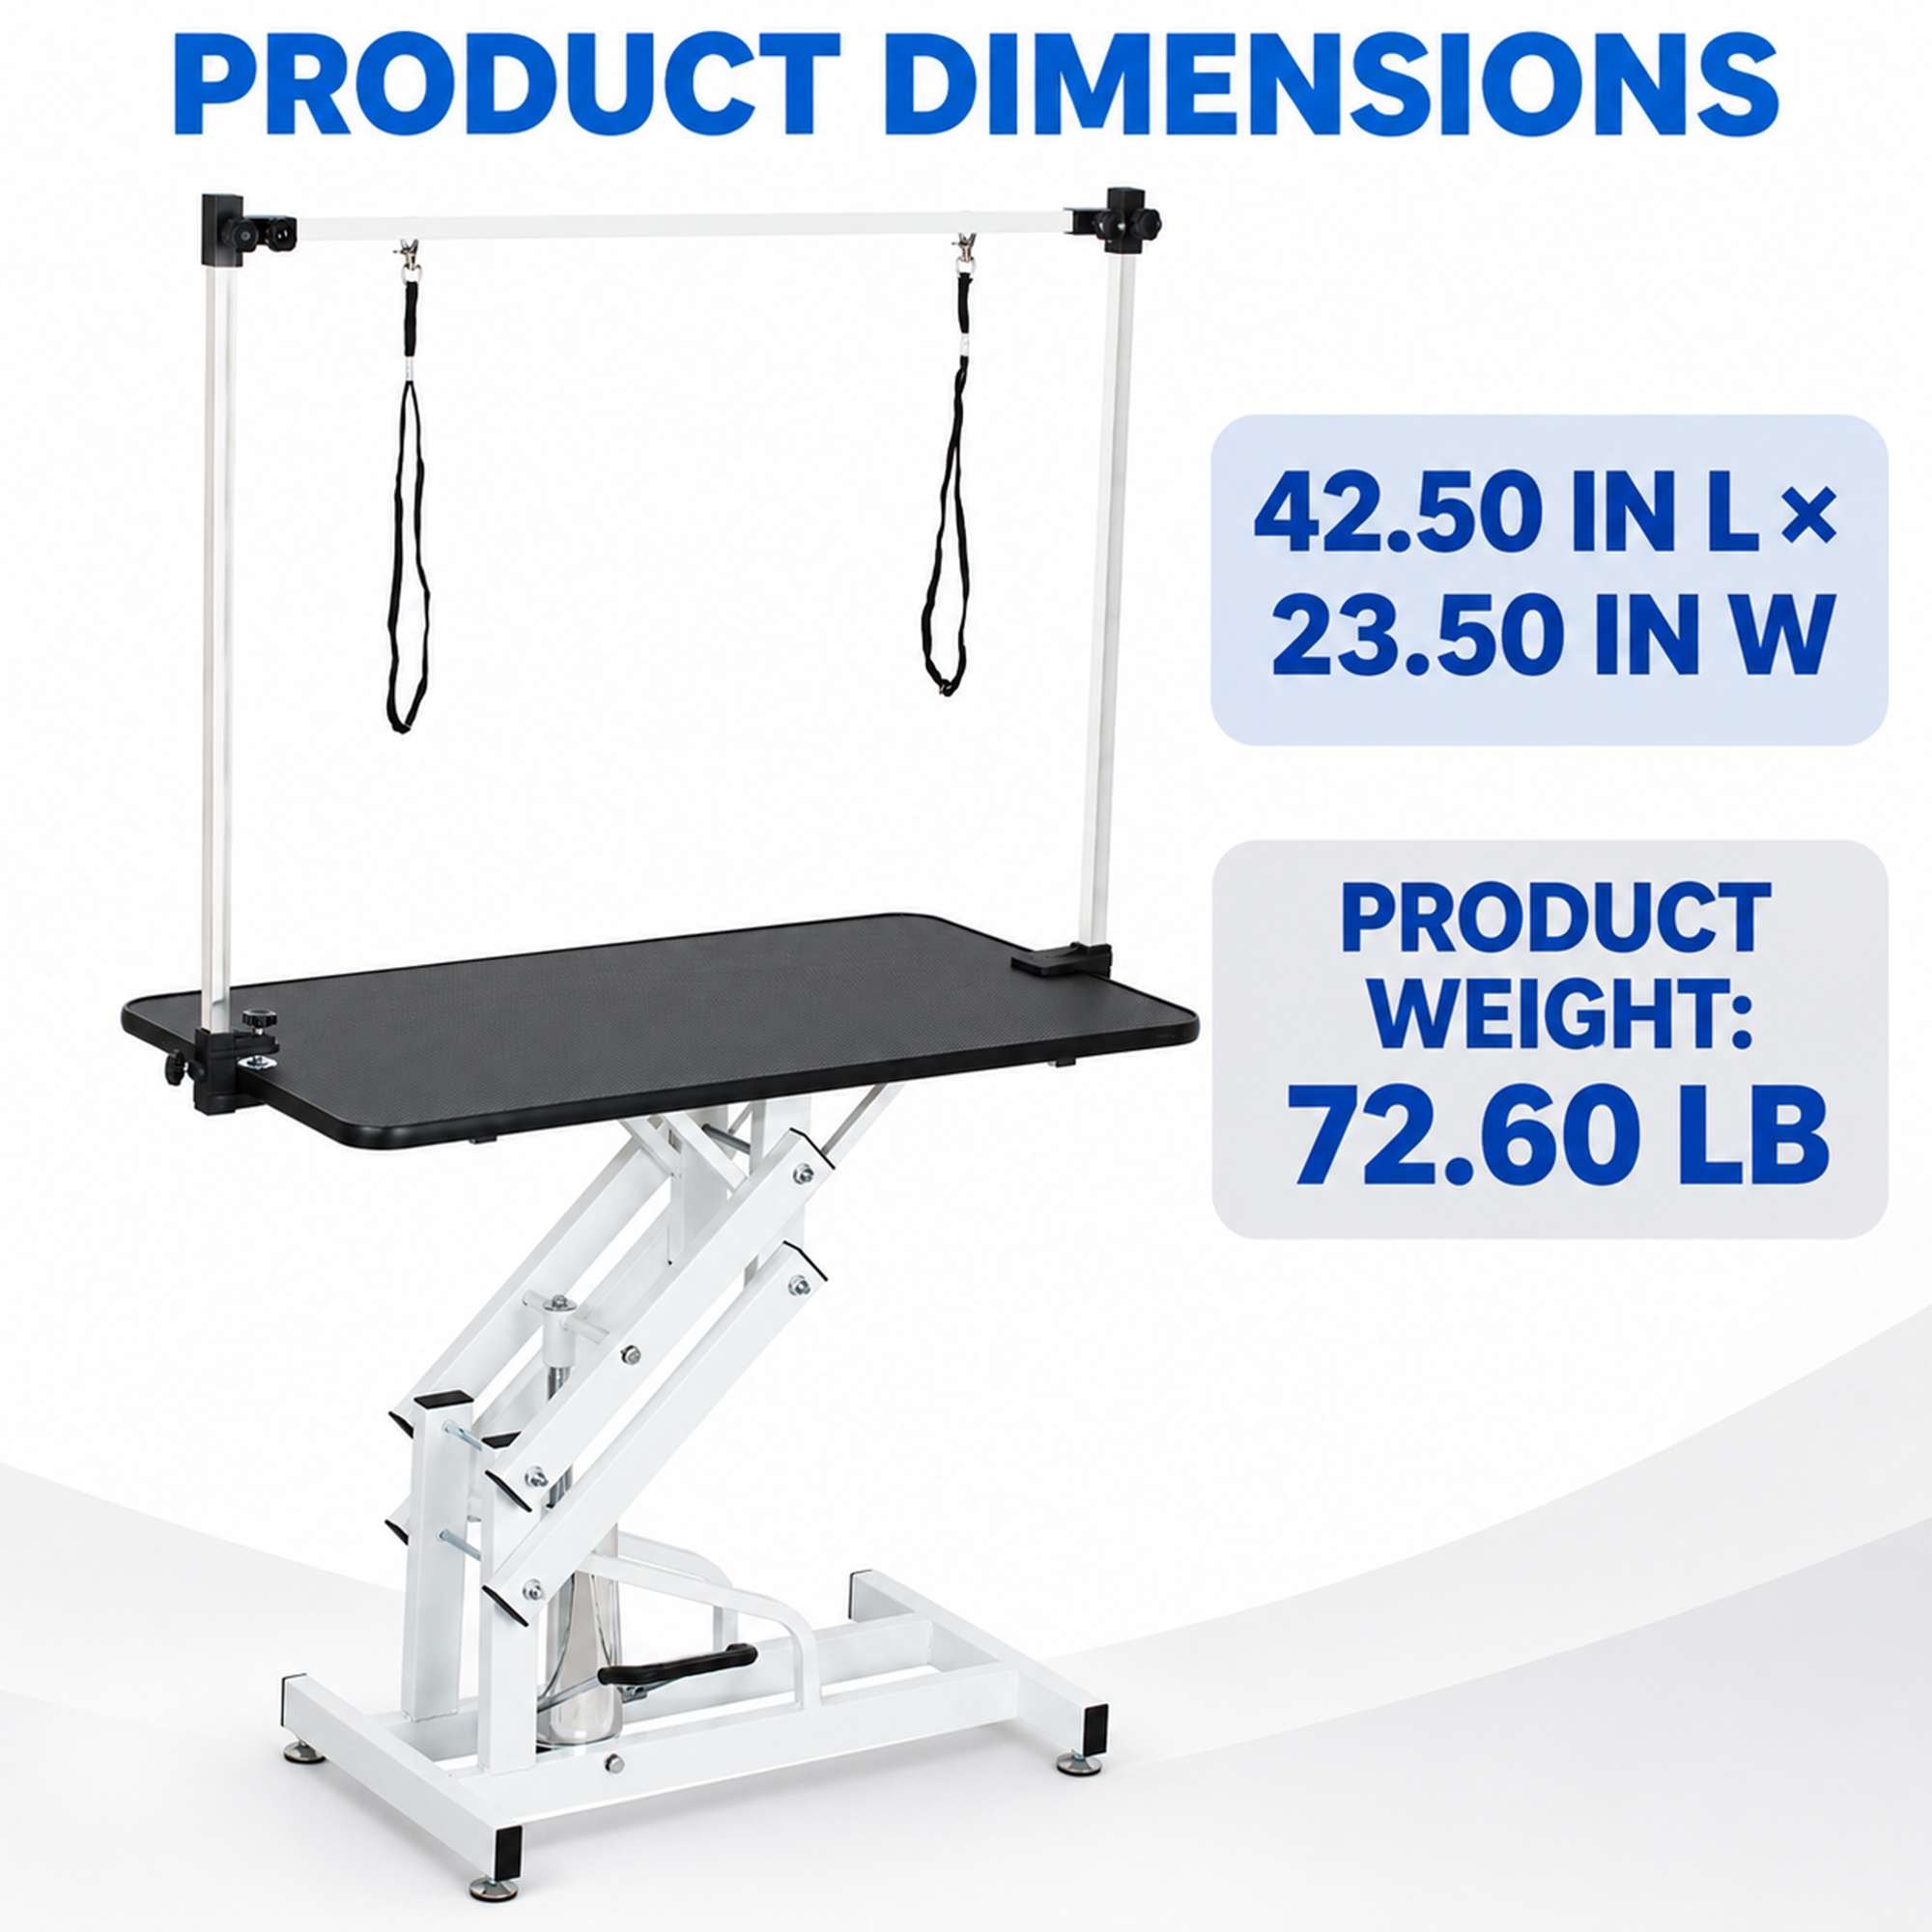 PRODUCT DIMENSIONS
42.50 IN L ×
23.50 IN W
PRODUCT
WEIGHT:
72.60 LB